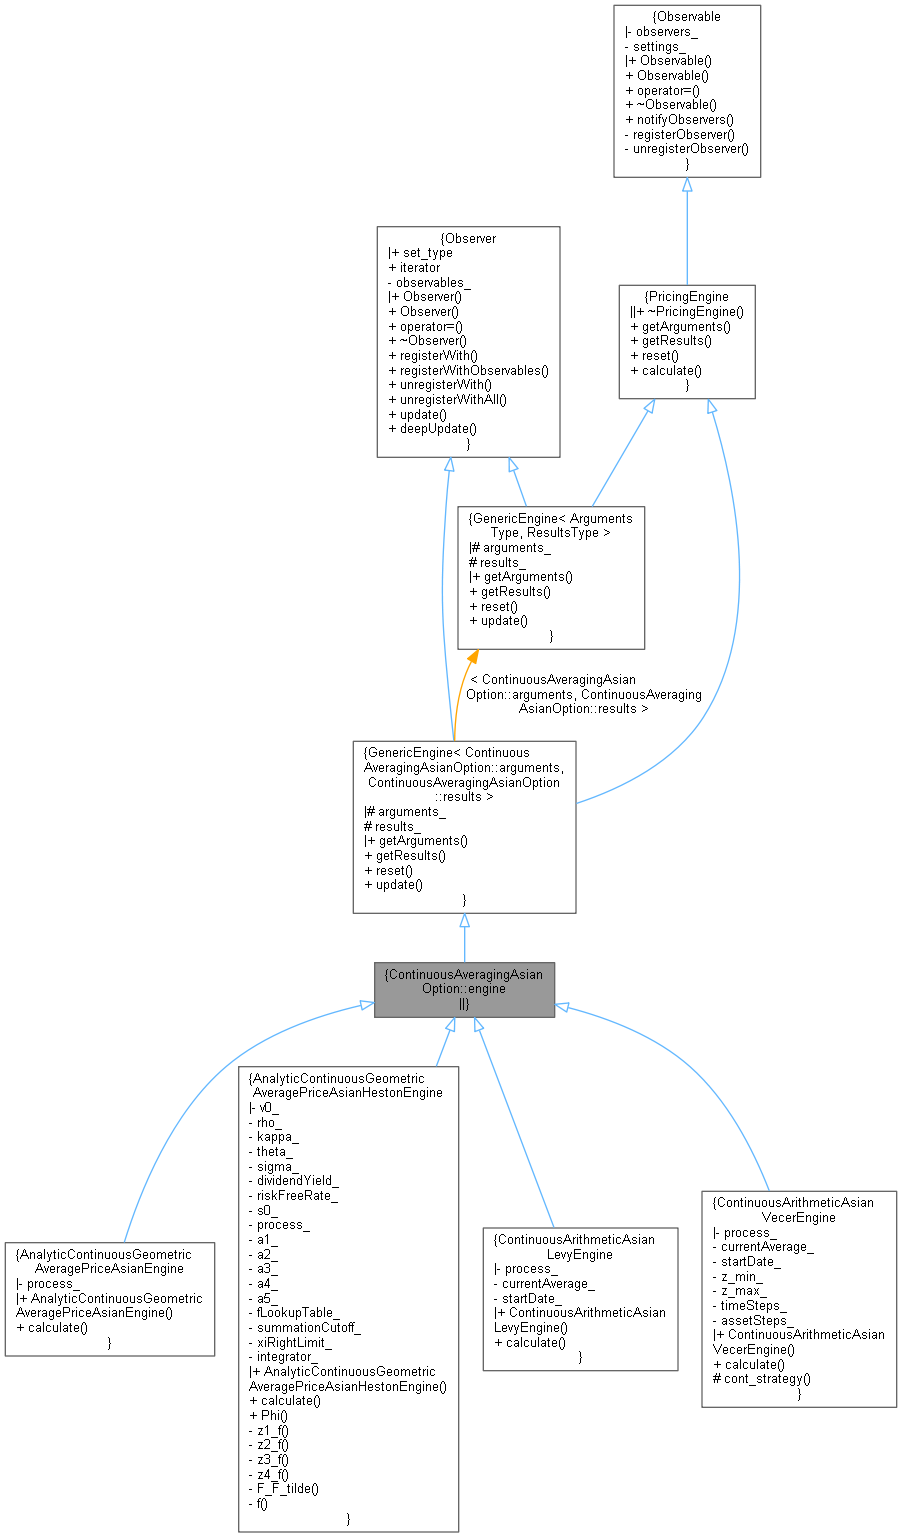 {Observable
|- observers_
- settings_
|+ Observable()
+ Observable()
+ operator=()
+ ~Observable()
+ notifyObservers()
- registerObserver()
- unregisterObserver()
}
{Observer
|+ set_type
+ iterator
- observables_
|+ Observer()
+ Observer()
+ operator=()
+ ~Observer()
+ registerWith()
+ registerWithObservables()
+ unregisterWith()
+ unregisterWithAll()
+ update()
+ deepUpdate()
}
{PricingEngine
||+ ~PricingEngine()
+ getArguments()
+ getResults()
+ reset()
+ calculate()
}
{GenericEngine< Arguments
Type, ResultsType >
|# arguments_
# results_
|+ getArguments()
+ getResults()
+ reset()
+ update()
}
< ContinuousAveragingAsian
Option::arguments, ContinuousAveraging
AsianOption::results >
{GenericEngine< Continuous
AveragingAsianOption::arguments,
ContinuousAveragingAsianOption
::results >
|# arguments_
# results_
|+ getArguments()
+ getResults()
+ reset()
+ update()
}
{ContinuousAveragingAsian
Option::engine
||}
{AnalyticContinuousGeometric
AveragePriceAsianEngine
|- process_
|+ AnalyticContinuousGeometric
AveragePriceAsianEngine()
+ calculate()
}
{AnalyticContinuousGeometric
AveragePriceAsianHestonEngine
|- v0_
- rho_
- kappa_
- theta_
- sigma_
- dividendYield_
- riskFreeRate_
- s0_
- process_
- a1_
- a2_
- a3_
- a4_
- a5_
- fLookupTable_
- summationCutoff_
- xiRightLimit_
- integrator_
|+ AnalyticContinuousGeometric
AveragePriceAsianHestonEngine()
+ calculate()
+ Phi()
- z1_f()
- z2_f()
- z3_f()
- z4_f()
- F_F_tilde()
- f()
}
{ContinuousArithmeticAsian
LevyEngine
|- process_
- currentAverage_
- startDate_
|+ ContinuousArithmeticAsian
LevyEngine()
+ calculate()
}
{ContinuousArithmeticAsian
VecerEngine
|- process_
- currentAverage_
- startDate_
- z_min_
- z_max_
- timeSteps_
- assetSteps_
|+ ContinuousArithmeticAsian
VecerEngine()
+ calculate()
# cont_strategy()
}